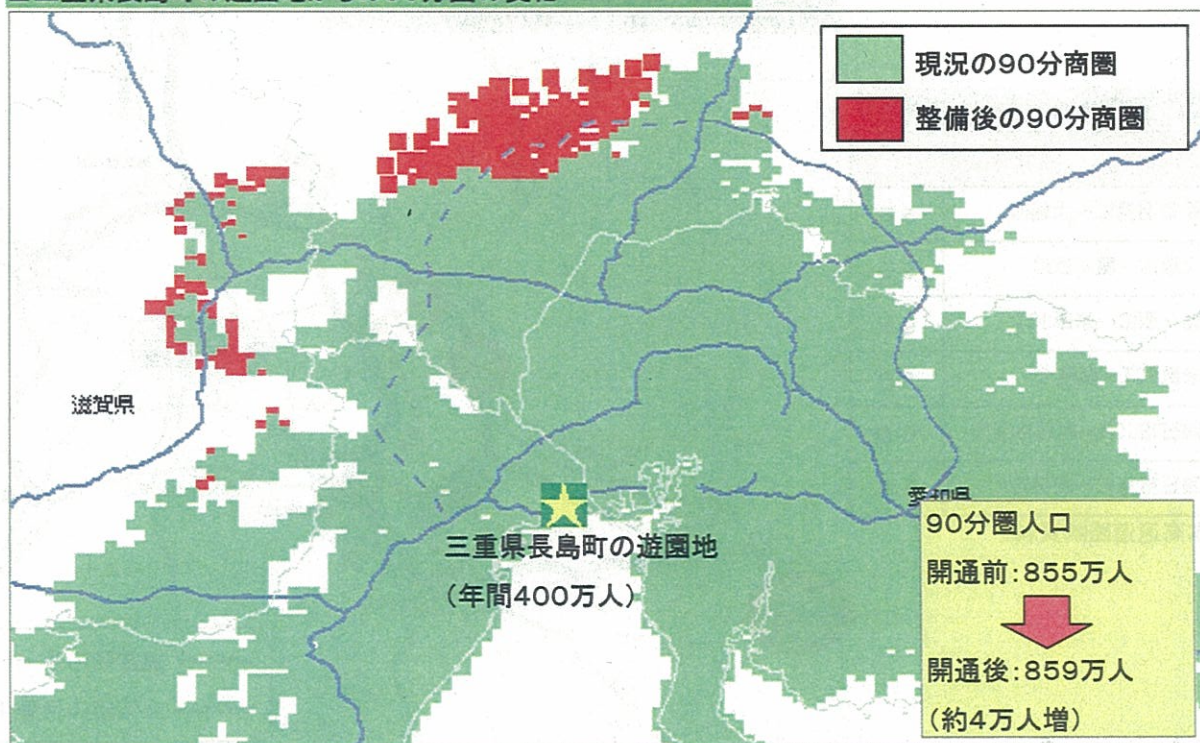 現況の90分商圏
整備後の90分商圏
滋賀県
愛知県
三重県長島町の遊園地
(年間400万人)
90分圏人口
開通前:855万人
開通後:859万人
(約4万人増)